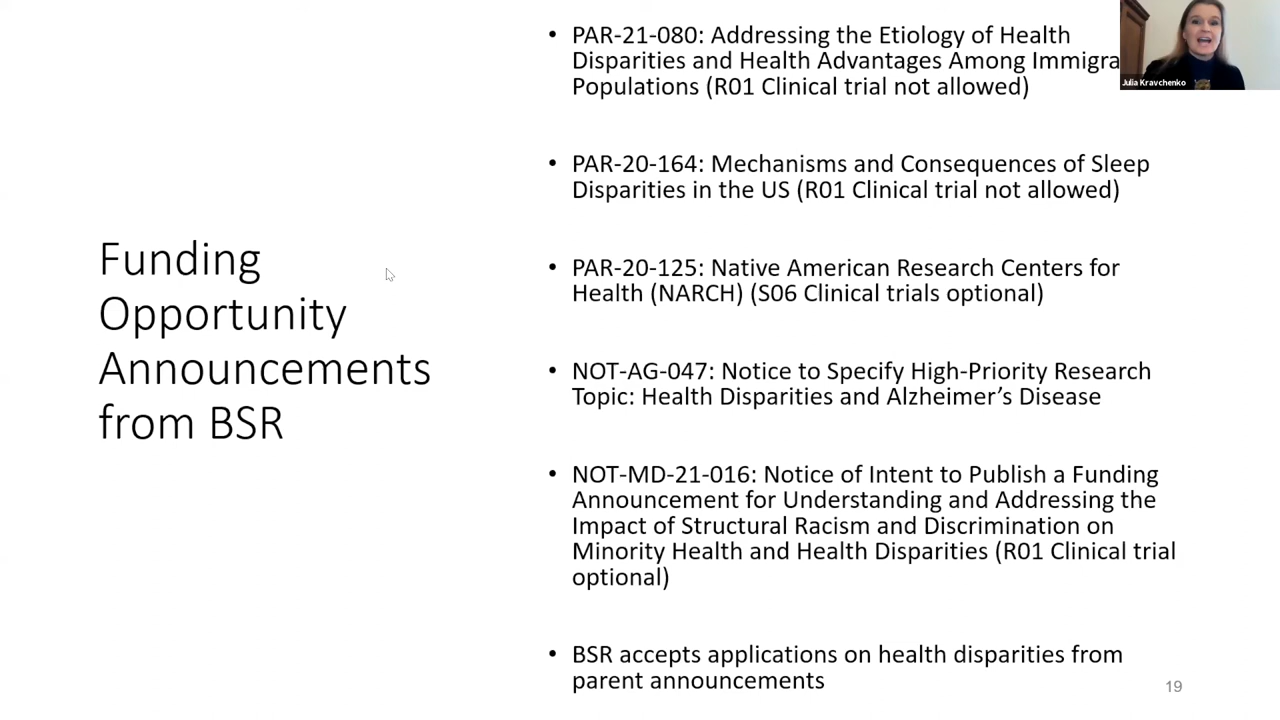 Funding
Opportunity
Announcements
from BSR
• PAR-21-080: Addressing the Etiology of Health
Disparities and Health Advantages Among
Populations (R01 Clinical trial not allowed)
• PAR-20-164: Mechanisms and Consequences of Sleep
Disparities in the US (R01 Clinical trial not allowed)
• PAR-20-125: Native American Research Centers for
Health (NARCH) (S06 Clinical trials optional)
• NOT-AG-047: Notice to Specify High-Priority Research
Topic: Health Disparities and Alzheimer’s Disease
• NOT-MD-21-016: Notice of Intent to Publish a Funding
Announcement for Understanding and Addressing the
Impact of Structural Racism and Discrimination on
Minority Health and Health Disparities (R01 Clinical trial
optional)
• BSR accepts applications on health disparities from
parent announcements
19
Julia Kravchenko